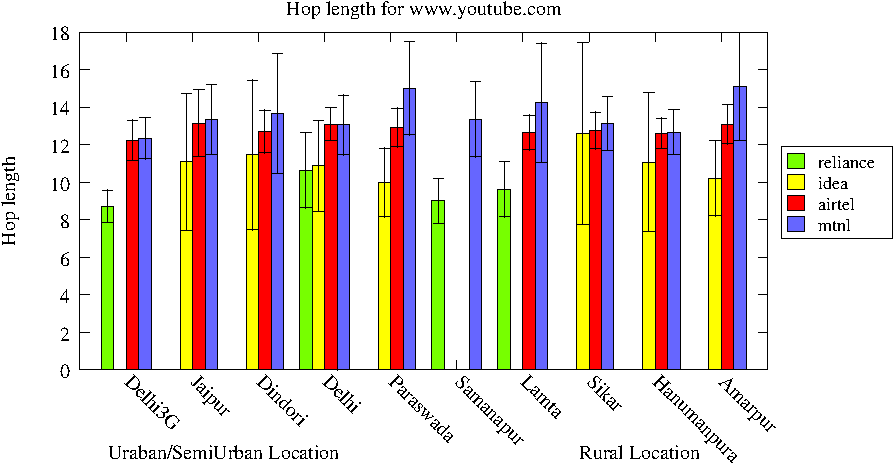 Hop length for www.youtube.com
18
16
14
12
10
8
6
4
2
0
Hop length
reliance
idea
airtel
mtnl
Delhi3G
Jaipur
Dindori
Delhi
Paraswada
Samanapur
Lamta
Sikar
Hanumanpura
Amarpur
Uraban/SemiUrban Location
Rural Location